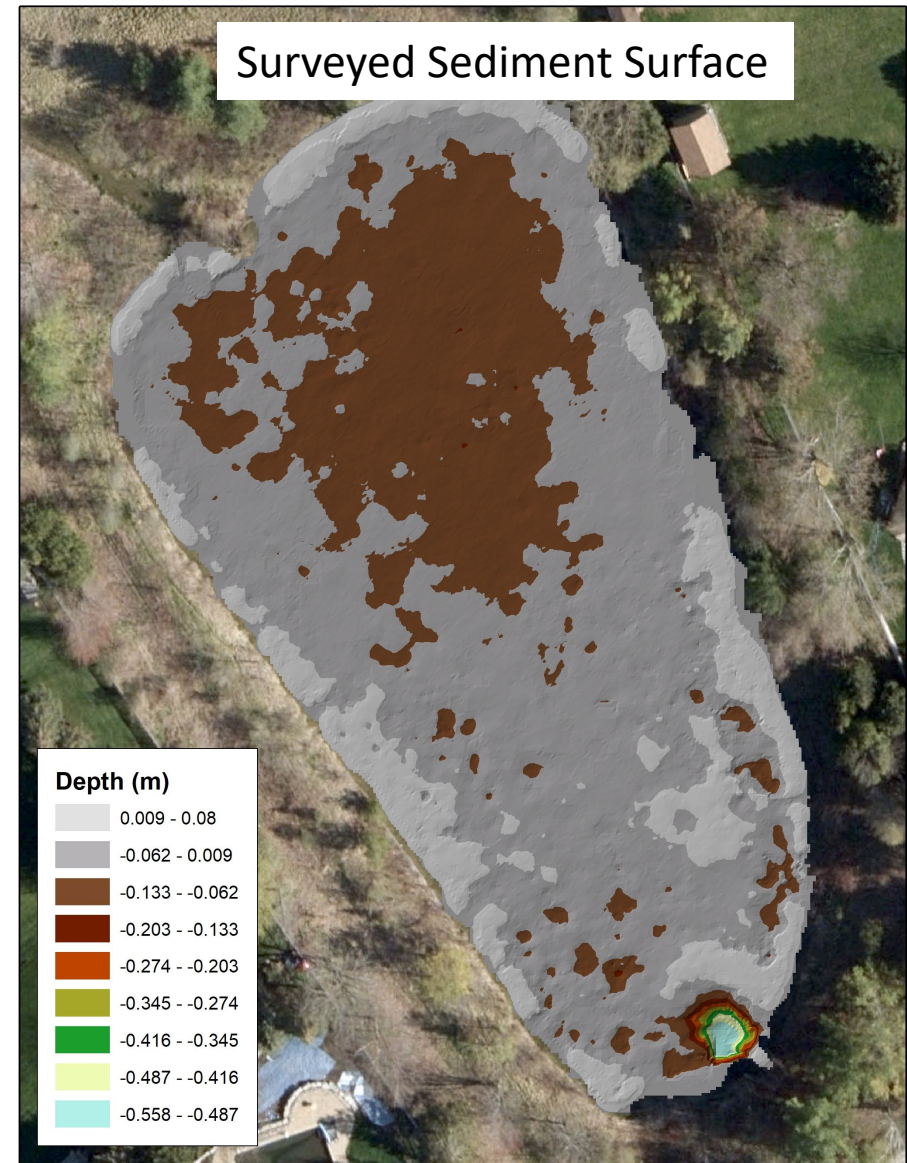 Surveyed Sediment Surface
Depth (m)
0.009 - 0.08
-0.062 - 0.009
-0.133 - -0.062
-0.203 - -0.133
-0.274 - -0.203
-0.345 - -0.274
-0.416 - -0.345
-0.487 - -0.416
-0.558 - -0.487